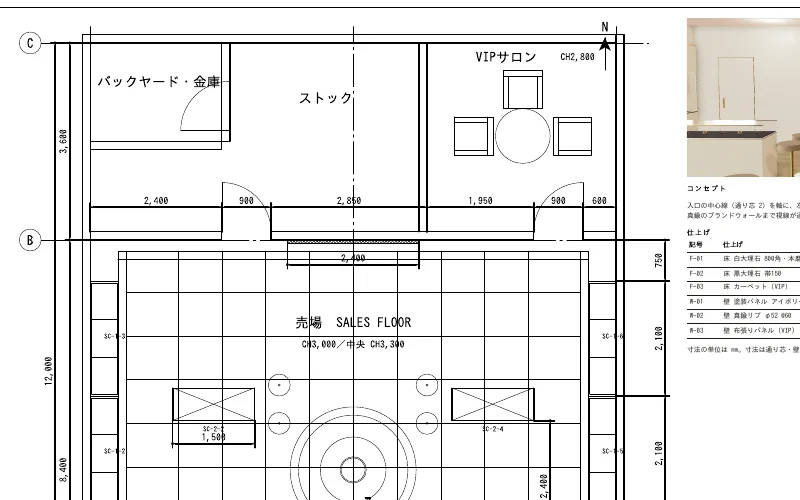 C
N
バックヤード・金庫
ストック
VIPサロン
CH2,800
3,600
2,400
900
2,850
1,950
900
600
B
2,400
750
売場 SALES FLOOR
CH3,000／中央 CH3,300
SC-1-3
SC-1-6
2,100
12,000
SC-2-2
1,500
SC-2-4
SC-1-2
SC-1-5
8,400
2,400
2,100
コンセプト
入口の中心線（通り芯 2）を軸に、
真鍮のブランドウォールまで視線が
仕上げ
記号 仕上げ
F-01 床 白大理石 800角・本磨
F-02 床 黒大理石 帯150
F-03 床 カーペット（VIP）
W-01 壁 塗装パネル アイボリ
W-02 壁 真鍮リブ φ52 @60
W-03 壁 布張りパネル（VIP）
寸法の単位は mm。寸法は通り芯・壁